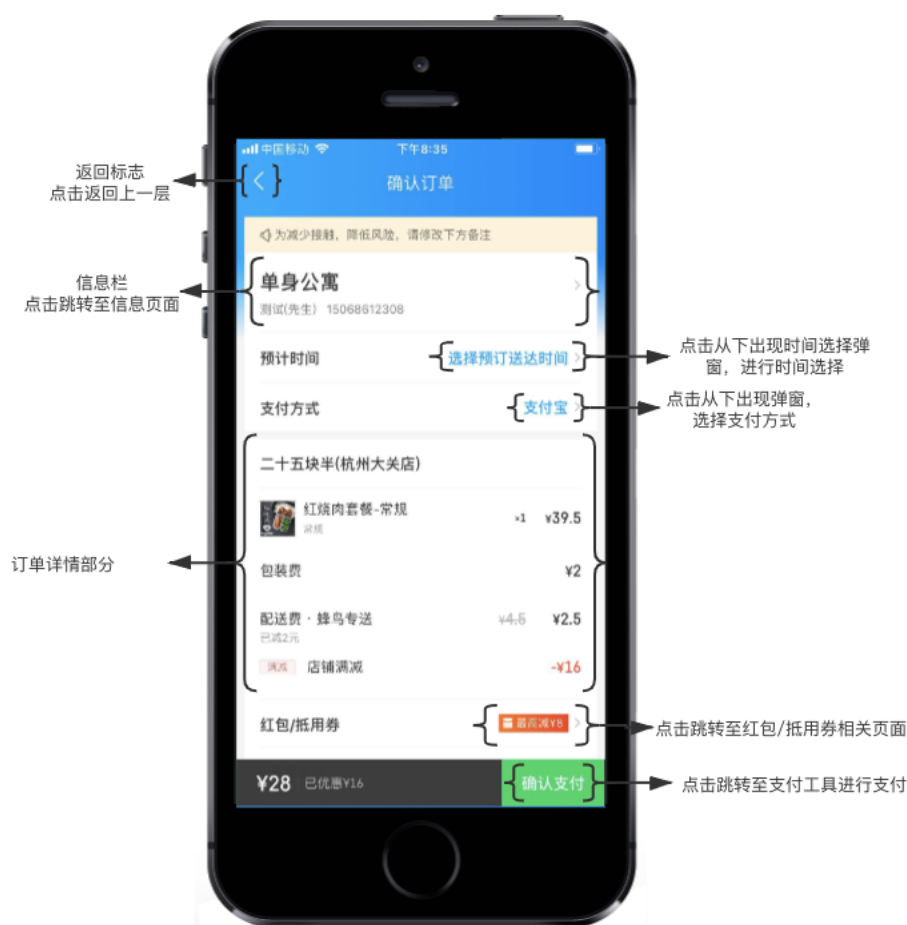 中国移动
下午8:35
返回标志
点击返回上一层
确认订单
为减少接触，降低风险，请修改下方备注
信息栏
点击跳转至信息页面
单身公寓
测试(先生) 15068612308
预计时间
选择预订送达时间
点击从下出现时间选择弹
窗，进行时间选择
支付方式
支付宝
点击从下出现弹窗，
选择支付方式
二十五块半(杭州大关店)
红烧肉套餐-常规
常规
×1 ¥39.5
订单详情部分
包装费
¥2
配送费·蜂鸟专送
¥4.5 ¥2.5
已减2元
满减 店铺满减
-¥16
红包/抵用券
最高减¥8
点击跳转至红包/抵用券相关页面
¥28 已优惠¥16
确认支付
点击跳转至支付工具进行支付